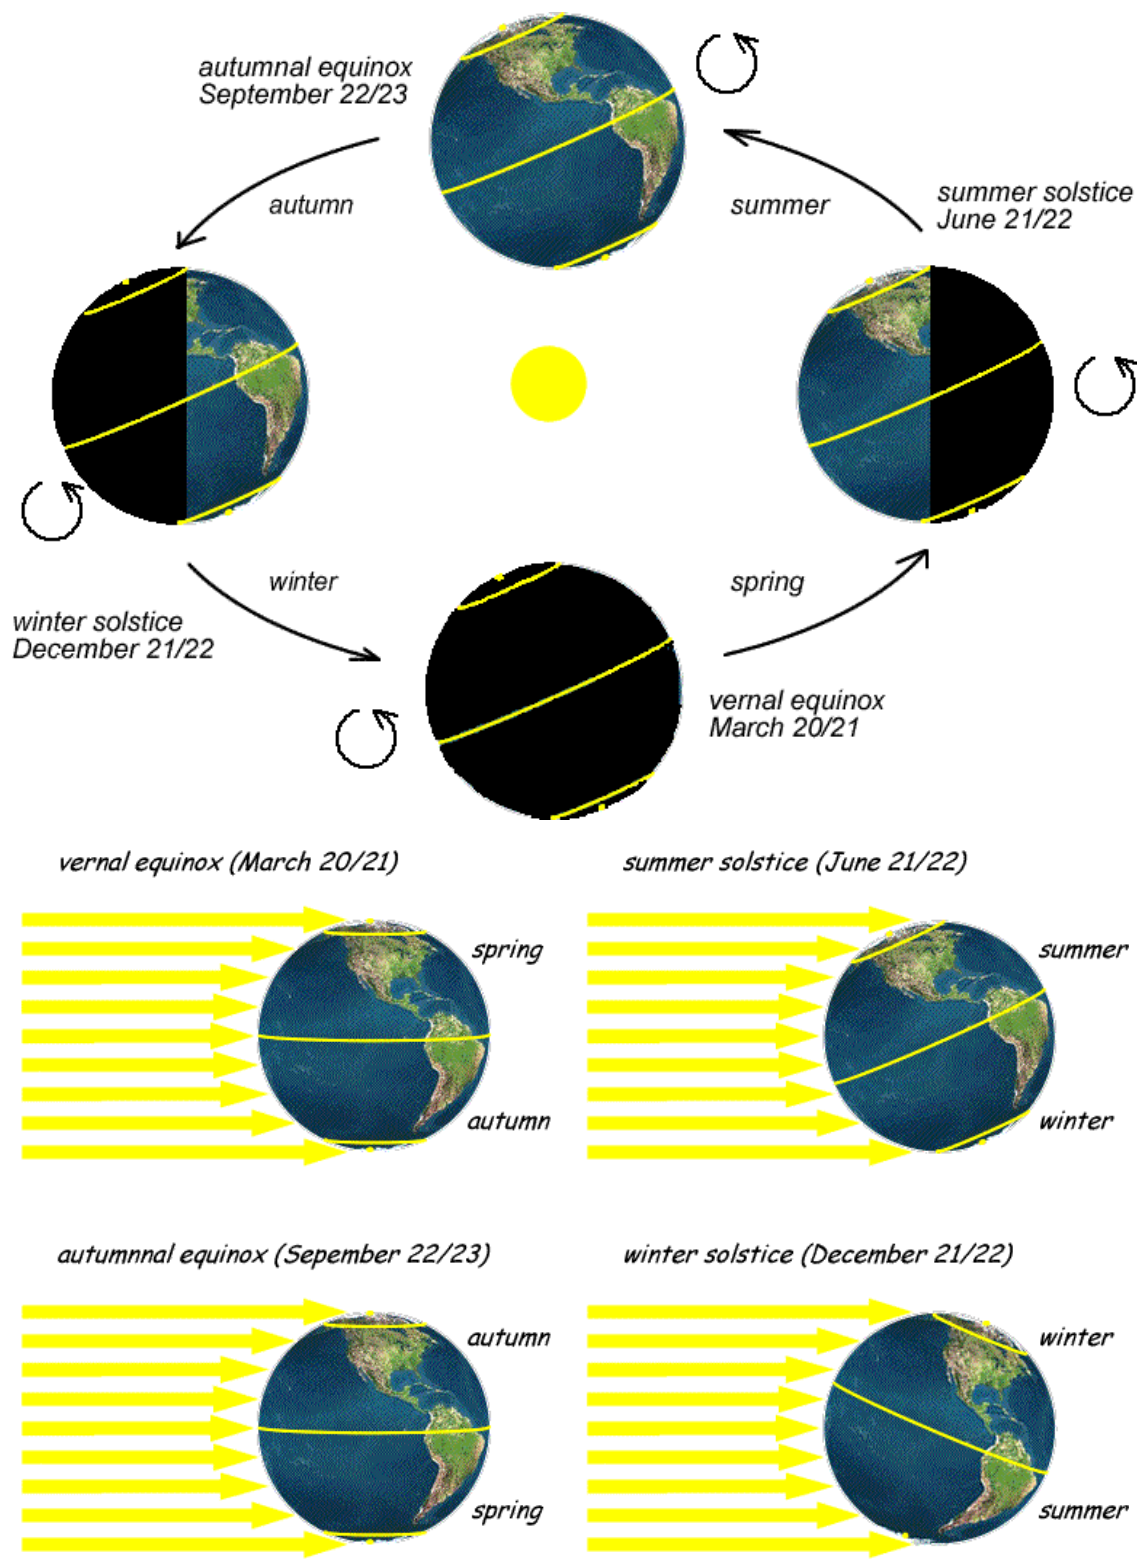 autumnal equinox
September 22/23
autumn
summer
summer solstice
June 21/22
winter
spring
winter solstice
December 21/22
vernal equinox
March 20/21
vernal equinox (March 20/21)
spring
autumn
summer solstice (June 21/22)
summer
winter
autumnnal equinox (Sepember 22/23)
autumn
spring
winter solstice (December 21/22)
winter
summer